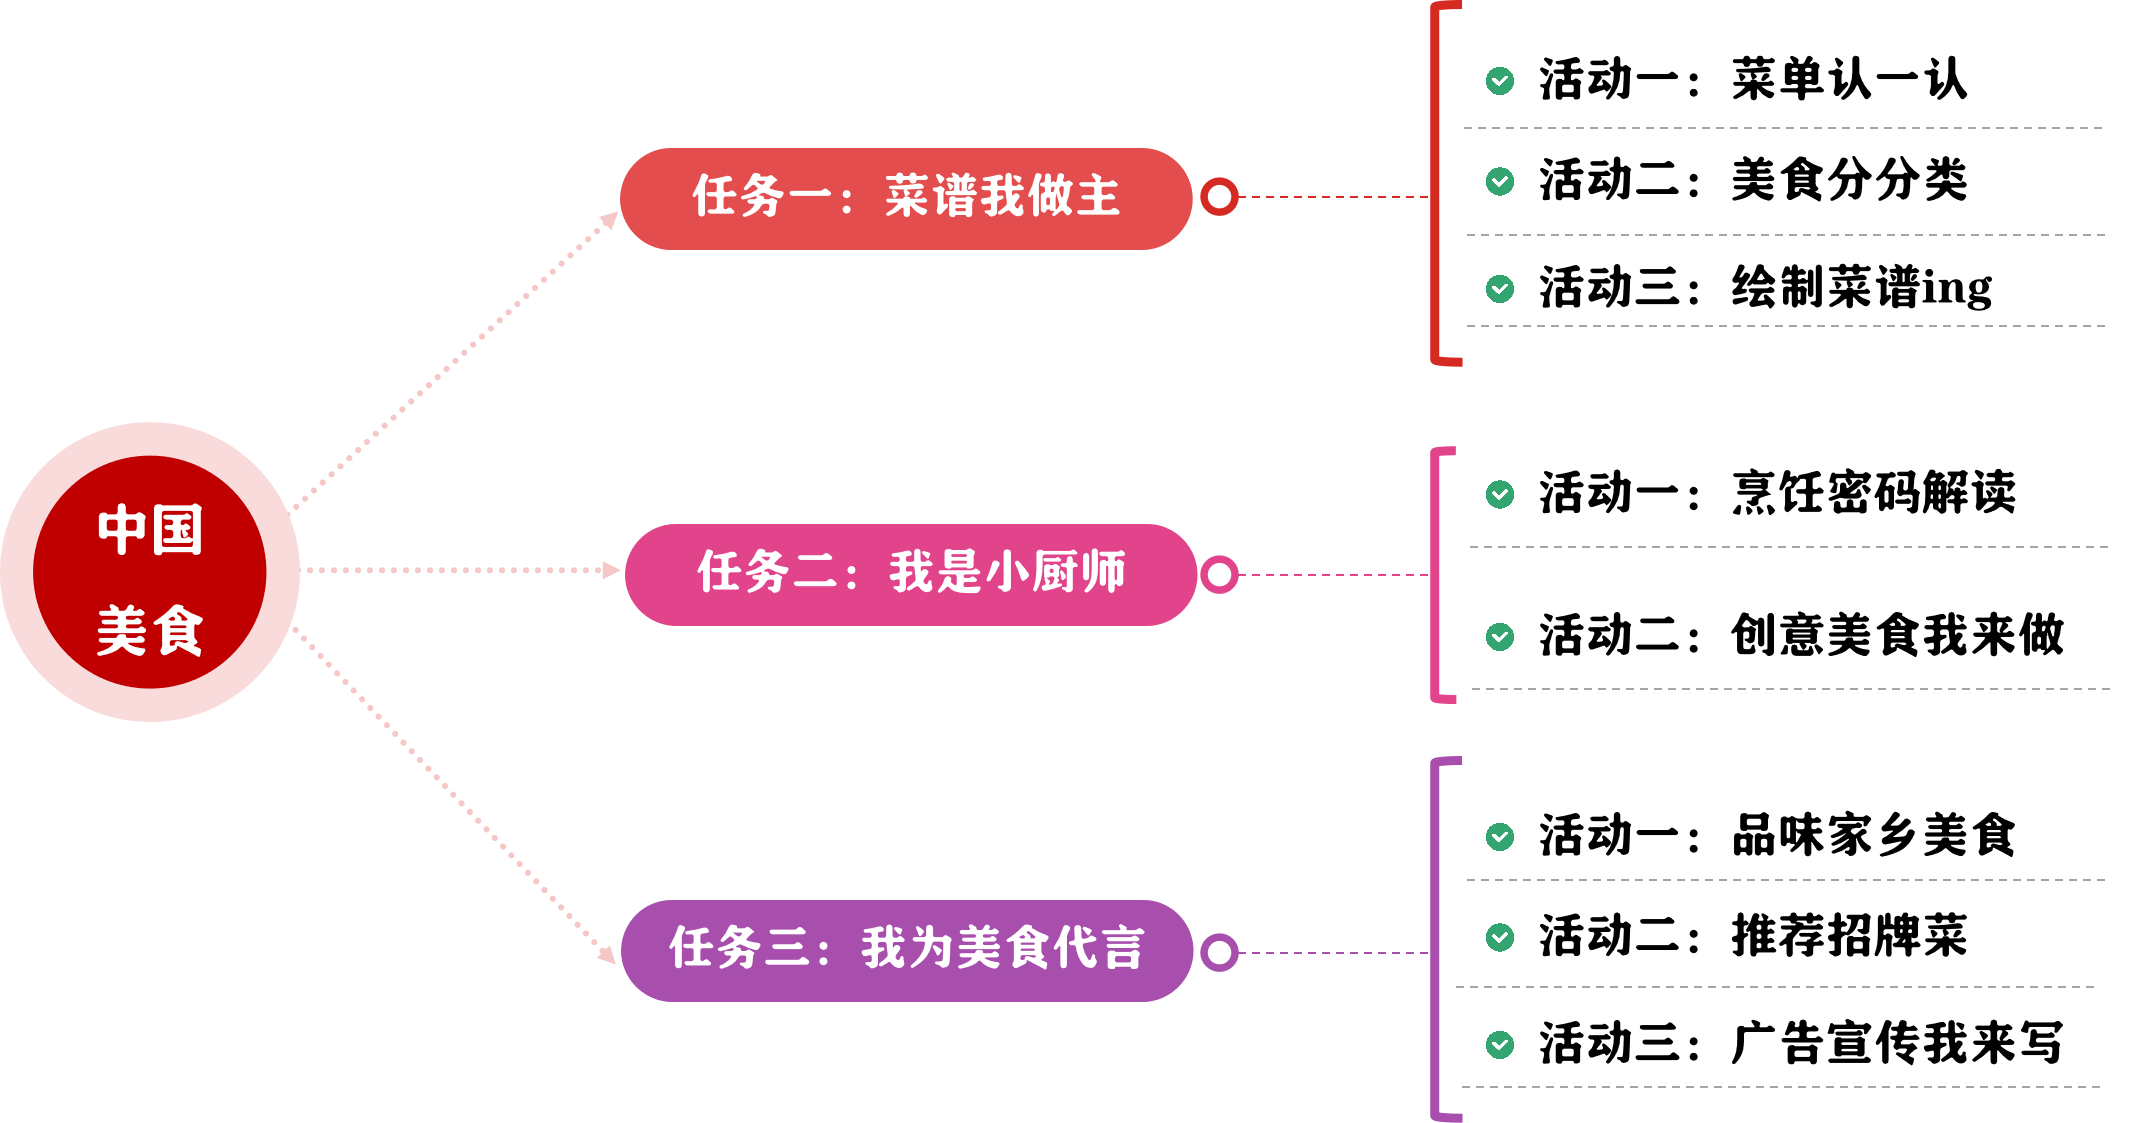 中国
美食
任务一：菜谱我做主
活动一：菜单认一认
活动二：美食分分类
活动三：绘制菜谱ing
任务二：我是小厨师
活动一：烹饪密码解读
活动二：创意美食我来做
任务三：我为美食代言
活动一：品味家乡美食
活动二：推荐招牌菜
活动三：广告宣传我来写